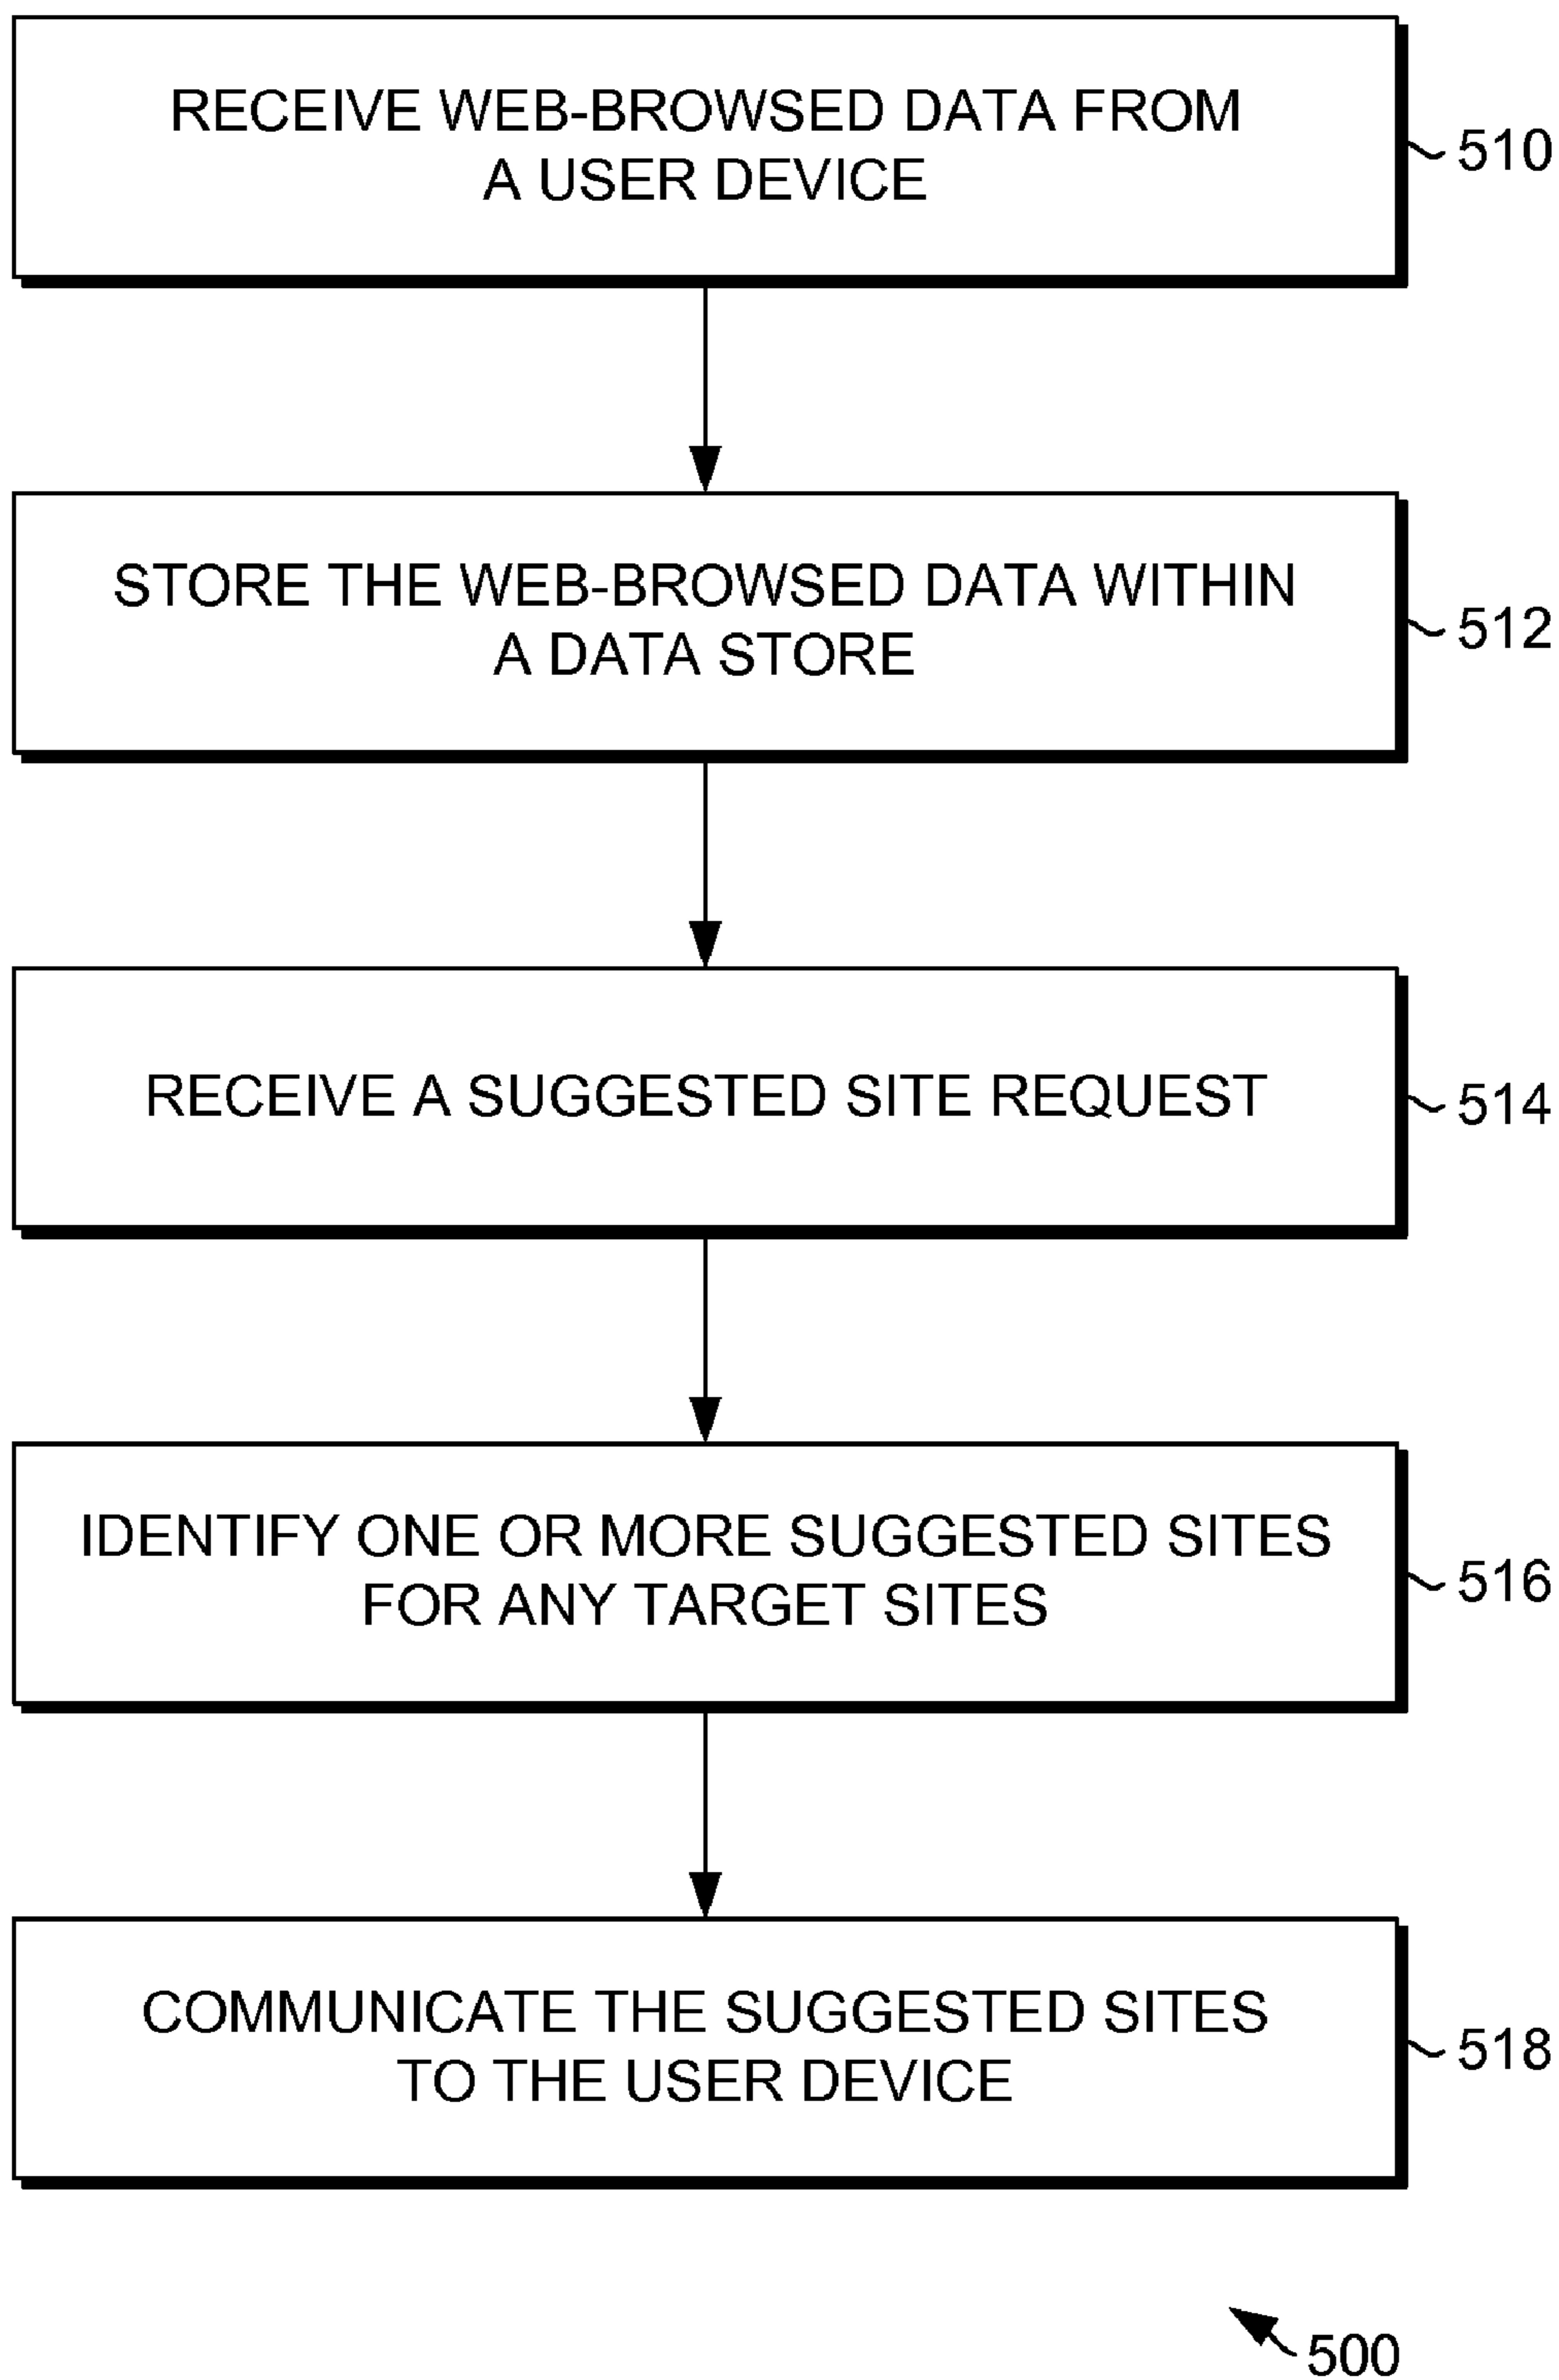 RECEIVE WEB-BROWSED DATA FROM
A USER DEVICE
510
STORE THE WEB-BROWSED DATA WITHIN
A DATA STORE
512
RECEIVE A SUGGESTED SITE REQUEST
514
IDENTIFY ONE OR MORE SUGGESTED SITES
FOR ANY TARGET SITES
516
COMMUNICATE THE SUGGESTED SITES
TO THE USER DEVICE
518
500